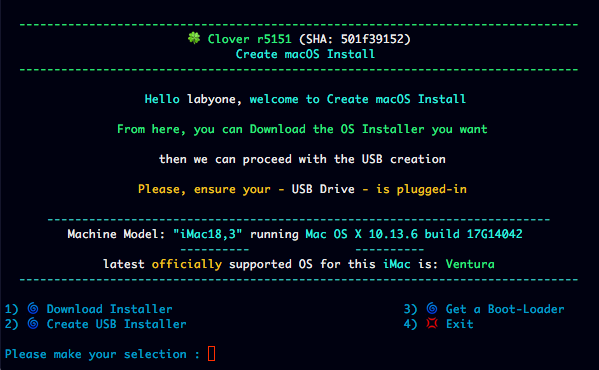 🍀 Clover r5151 (SHA: 501f39152)
Create macOS Install
Hello labyone, welcome to Create macOS Install
From here, you can Download the OS Installer you want
then we can proceed with the USB creation
Please, ensure your - USB Drive - is plugged-in
Machine Model: "iMac18,3" running Mac OS X 10.13.6 build 17G14042
latest officially supported OS for this iMac is: Ventura
1) 🌀 Download Installer 3) 🌀 Get a Boot-Loader
2) 🌀 Create USB Installer 4) 💢 Exit
Please make your selection :